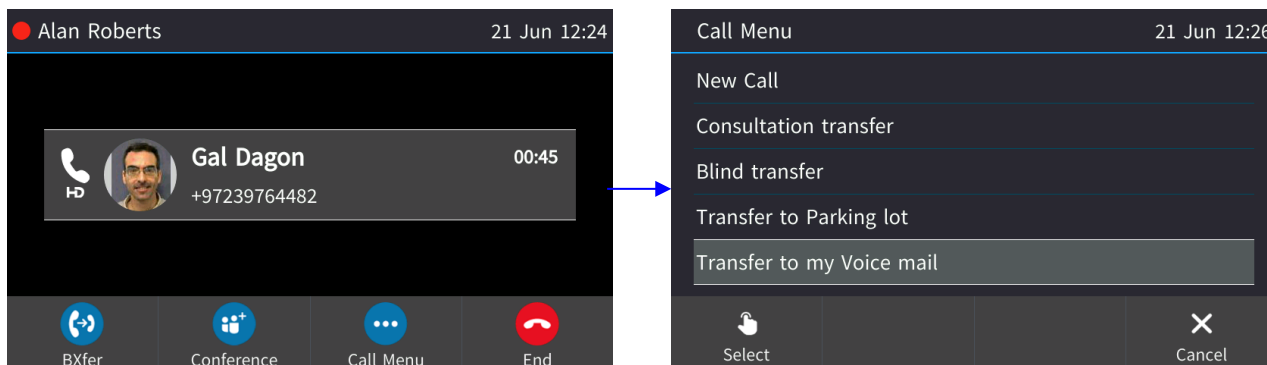 Alan Roberts 21 Jun 12:24
Gal Dagon 00:45
HD +97239764482
BXfer Conference Call Menu End
Call Menu 21 Jun 12:26
New Call
Consultation transfer
Blind transfer
Transfer to Parking lot
Transfer to my Voice mail
Select Cancel